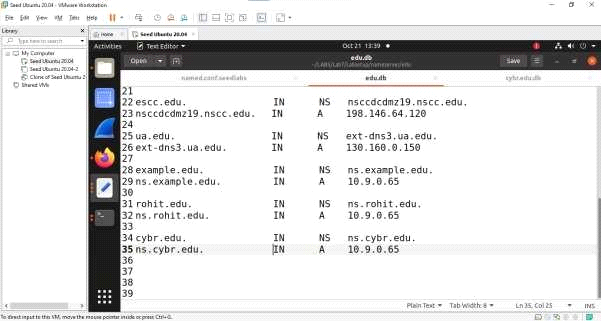 Seed Ubuntu 20.04 - VMware Workstation
File Edit View VM Tabs Help
Library
Type here to search
My Computer
Seed Ubuntu 20.04
Seed Ubuntu 20.04-2
Clone of Seed Ubuntu 2
Shared VMs
Home
Seed Ubuntu 20.04
Activities
Text Editor
Oct 21 13:39
Open
edu.db
Save
named.conf.seedlabs
edu.db
cybr.edu.db
21
22 escc.edu. IN NS nsccdcdmz19.nscc.edu.
23 nsccdcdmz19.nscc.edu. IN A 198.146.64.120
24
25 ua.edu. IN NS ext-dns3.ua.edu.
26 ext-dns3.ua.edu. IN A 130.160.0.150
27
28 example.edu. IN NS ns.example.edu.
29 ns.example.edu. IN A 10.9.0.65
30
31 rohit.edu. IN NS ns.rohit.edu.
32 ns.rohit.edu. IN A 10.9.0.65
33
34 cybr.edu. IN NS ns.cybr.edu.
35 ns.cybr.edu. IN A 10.9.0.65
36
37
38
39
Plain Text Tab Width: 8 Ln 35, Col 25 INS
To direct input to this VM, move the mouse pointer inside or press Ctrl+G.